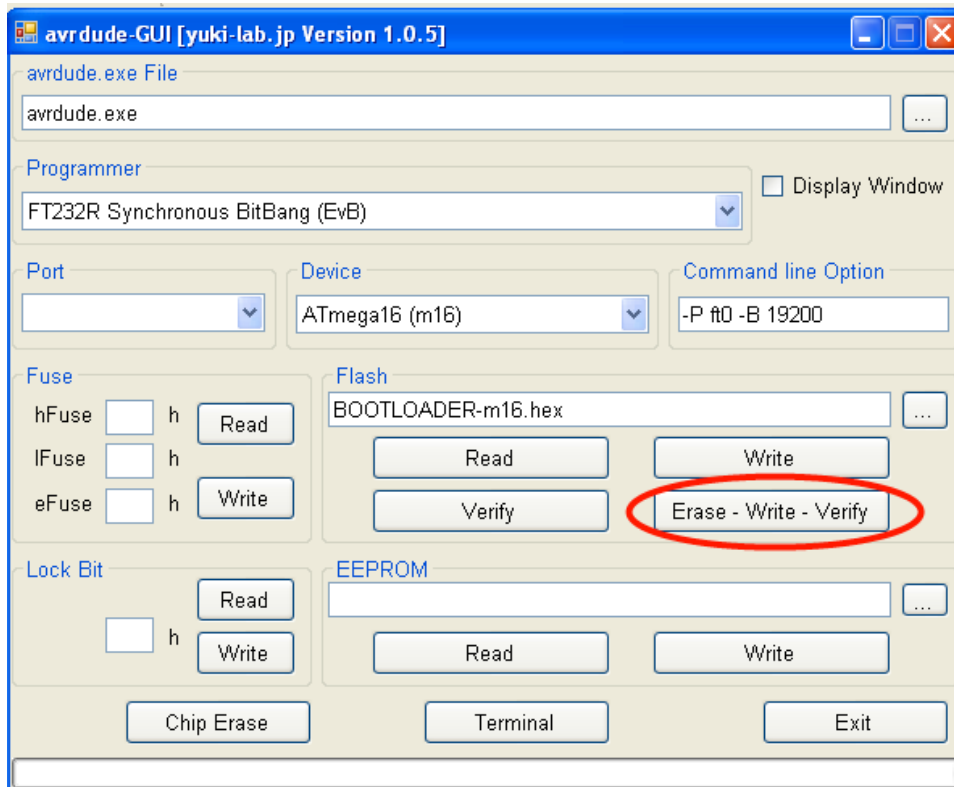 avrdude-GUI [yuki-lab.jp Version 1.0.5]
avrdude.exe File
avrdude.exe
...
Programmer
FT232R Synchronous BitBang (EvB)
Display Window
Port
Device
ATmega16 (m16)
Command line Option
-P ft0 -B 19200
Fuse
hFuse h
Read
lFuse h
eFuse h
Write
Flash
BOOTLOADER-m16.hex
...
Read
Write
Verify
Erase - Write - Verify
Lock Bit
Read
h
Write
EEPROM
...
Read
Write
Chip Erase
Terminal
Exit